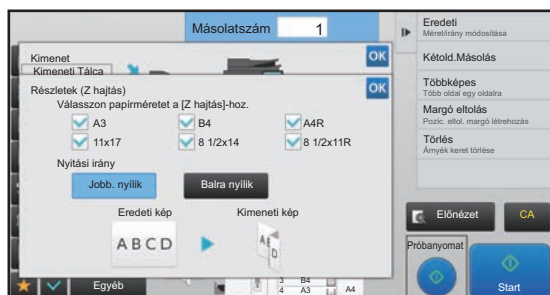 Másolatszám 1
Kimenet
OK
Kimeneti Tálca
Részletek (Z hajtás)
OK
Válasszon papírméretet a [Z hajtás]-hoz.
A3 B4 A4R
11x17 8 1/2x14 8 1/2x11R
Nyitási irány
Jobb. nyílik Balra nyílik
Eredeti kép Kimeneti kép
A B C D
A E D
Egyéb
3 B4
4 A3
A4
Eredeti
Méret/irány módosítása
Kétold.Másolás
Többképes
Több oldal egy oldalra
Margó eltolás
Pozíc. eltol. margó létrehozás
Törlés
Árnyék keret törlése
Előnézet CA
Próbanyomat
Start